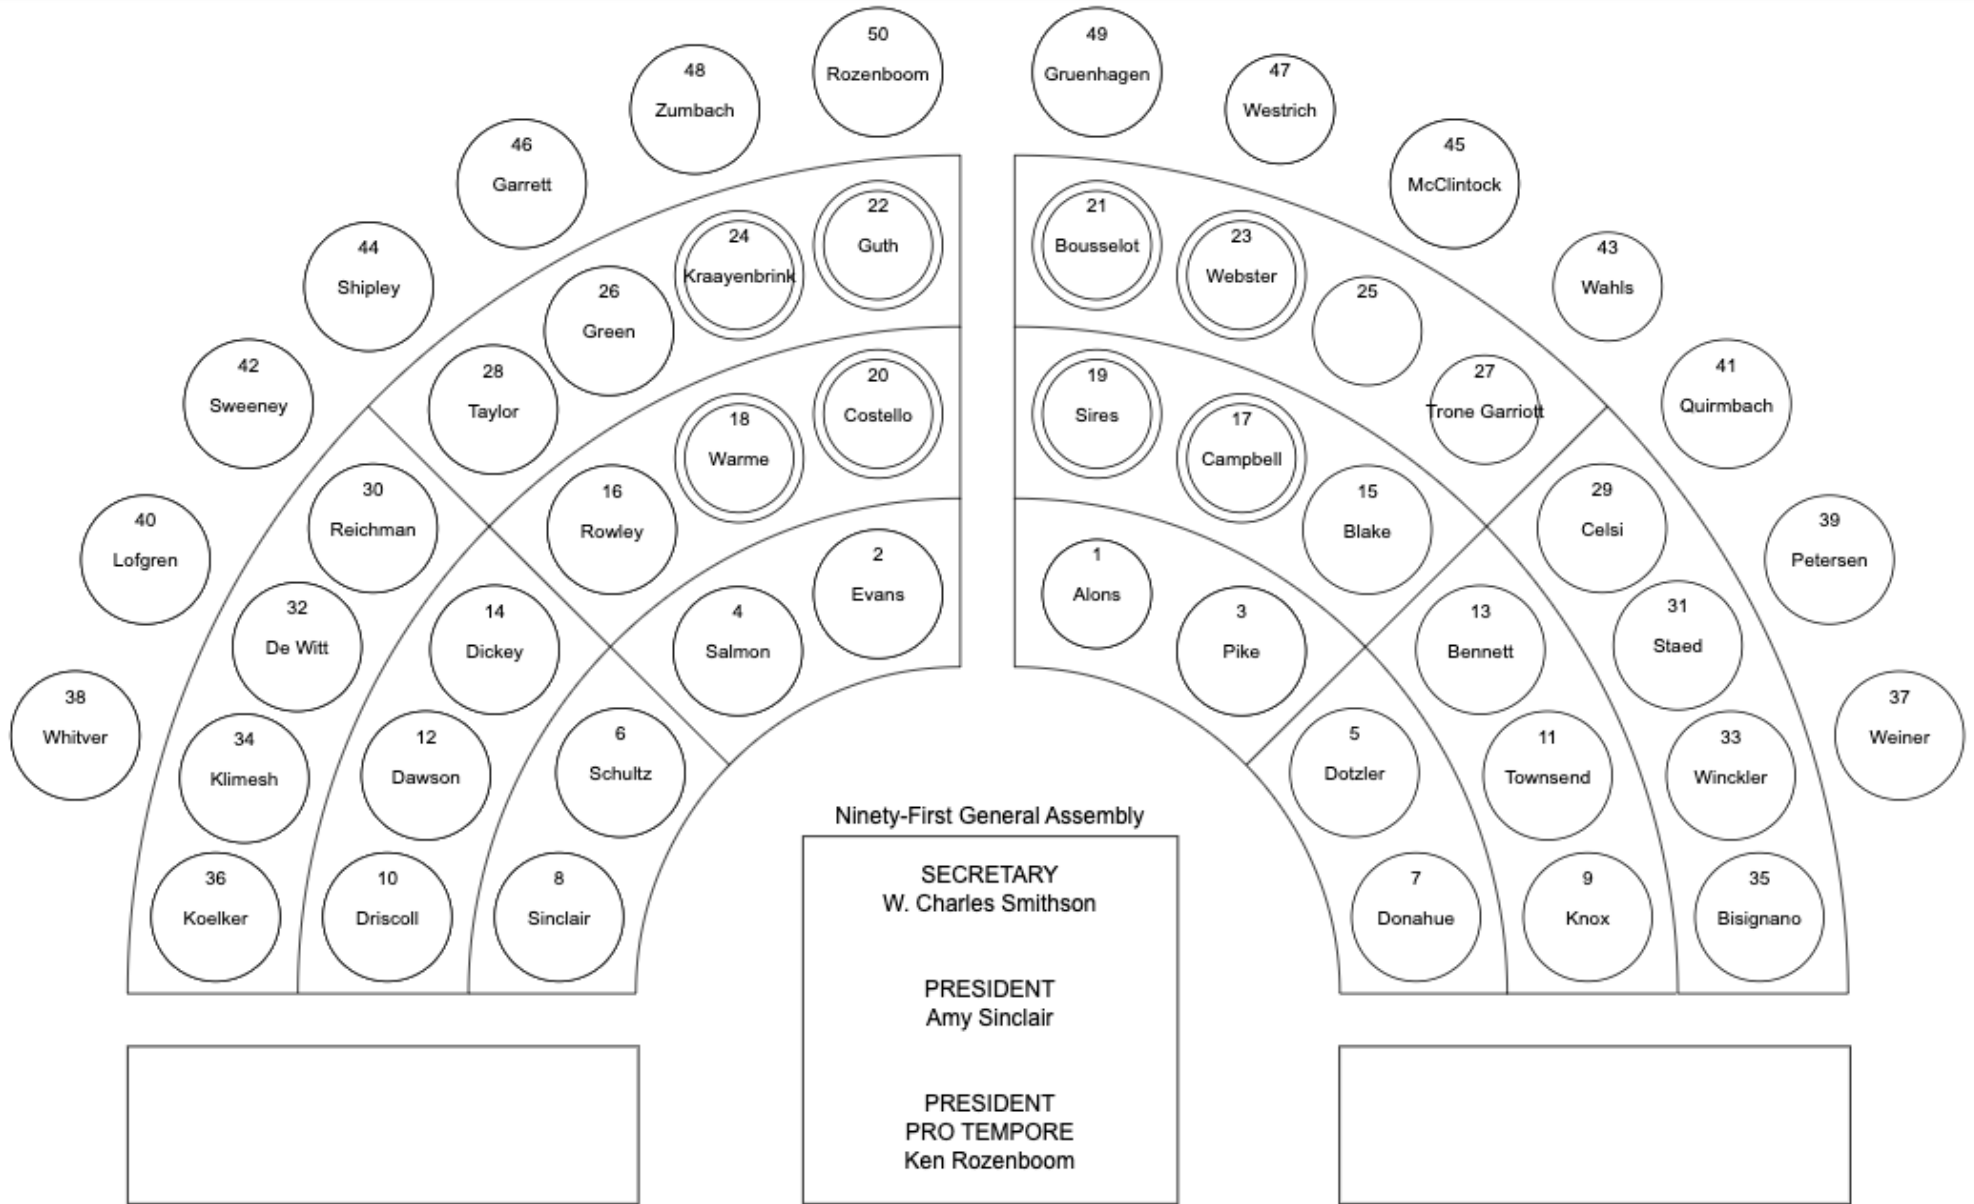 50
Rozenboom
49
Gruenhagen
48
Zumbach
47
Westrich
46
Garrett
45
McClintock
44
Shipley
43
Wahls
42
Sweeney
41
Quirmbach
40
Lofgren
39
Petersen
38
Whitver
37
Weiner
22
Guth
21
Bousselot
24
Kraayenbrink
23
Webster
26
Green
25
28
Taylor
27
Trone Garriott
30
Reichman
29
Celsi
32
De Witt
31
Staed
34
Klimesh
33
Winckler
36
Koelker
35
Bisignano
20
Costello
19
Sires
18
Warme
17
Campbell
16
Rowley
15
Blake
14
Dickey
13
Bennett
12
Dawson
11
Townsend
10
Driscoll
9
Knox
2
Evans
1
Alons
4
Salmon
3
Pike
6
Schultz
5
Dotzler
8
Sinclair
7
Donahue
Ninety-First General Assembly
SECRETARY
W. Charles Smithson
PRESIDENT
Amy Sinclair
PRESIDENT
PRO TEMPORE
Ken Rozenboom